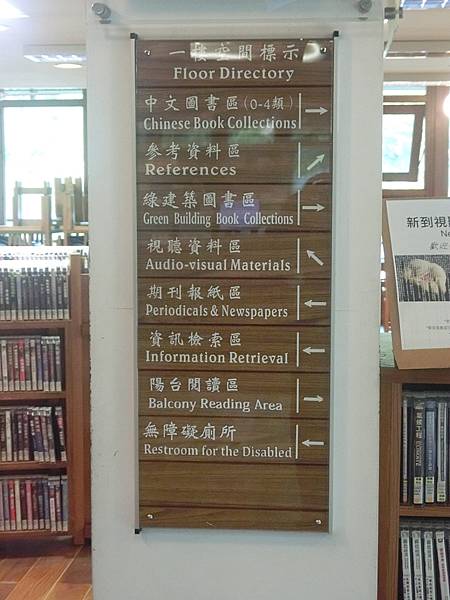 一樓空間標示
Floor Directory
中文圖書區(0-4類)
Chinese Book Collections
參考資料區
References
綠建築圖書區
Green Building Book Collections
視聽資料區
Audio-visual Materials
期刊報紙區
Periodicals & Newspapers
資訊檢索區
Information Retrieval
陽台閱讀區
Balcony Reading Area
無障礙廁所
Restroom for the Disabled
新到視
Ne
歡迎